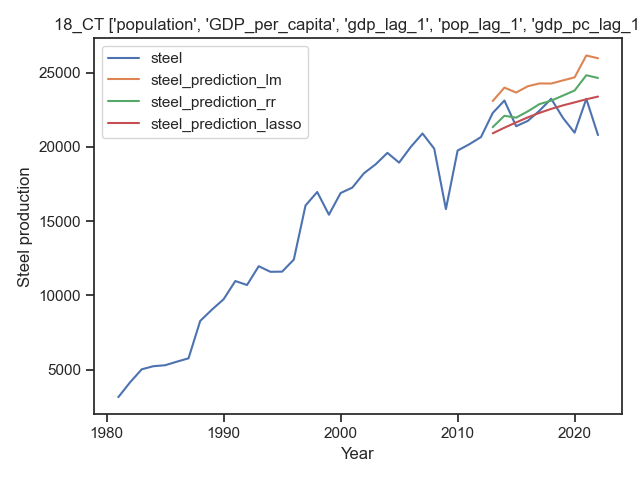 18_CT ['population', 'GDP_per_capita', 'gdp_lag_1', 'pop_lag_1', 'gdp_pc_lag_1
steel
steel_prediction_lm
steel_prediction_rr
steel_prediction_lasso
25000
20000
15000
10000
5000
Steel production
1980 1990 2000 2010 2020
Year